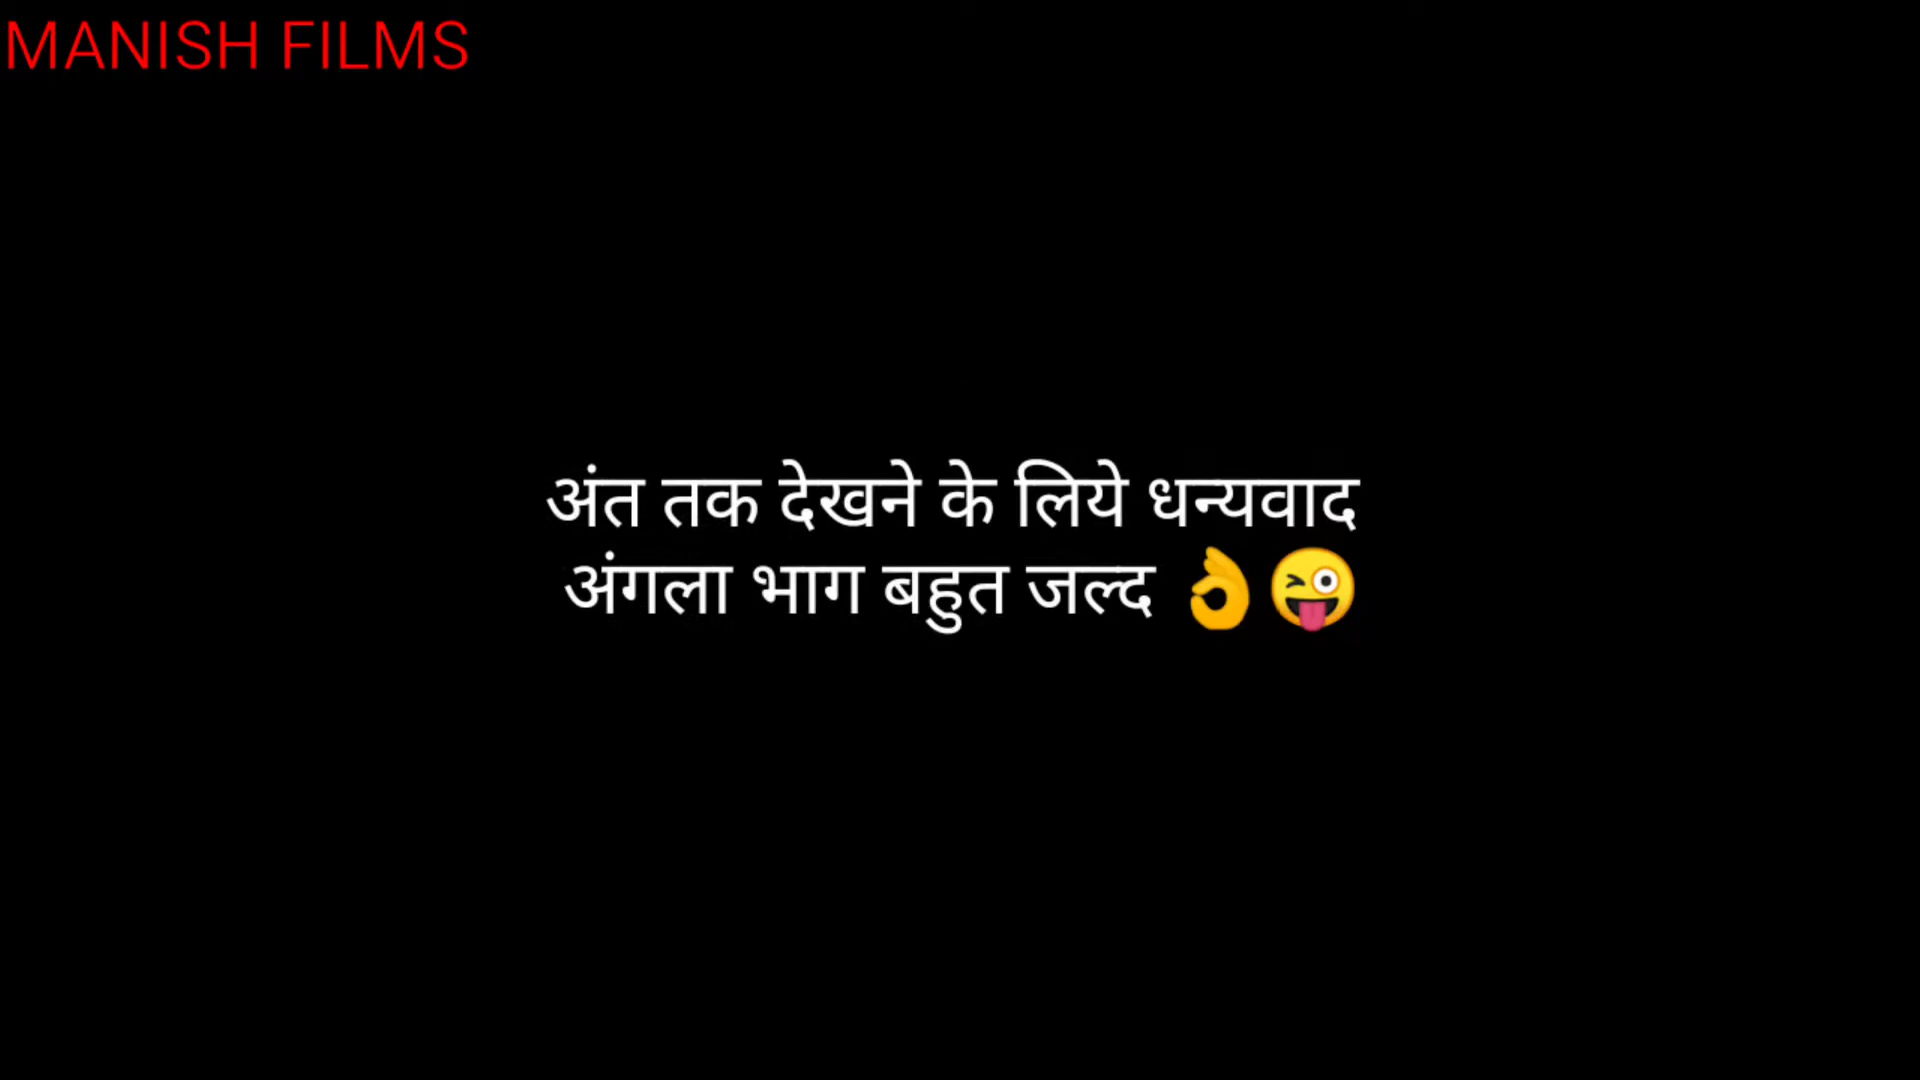 MANISH FILMS
अंत तक देखने के लिये धन्यवाद
अंगला भाग बहुत जल्द 👌😜